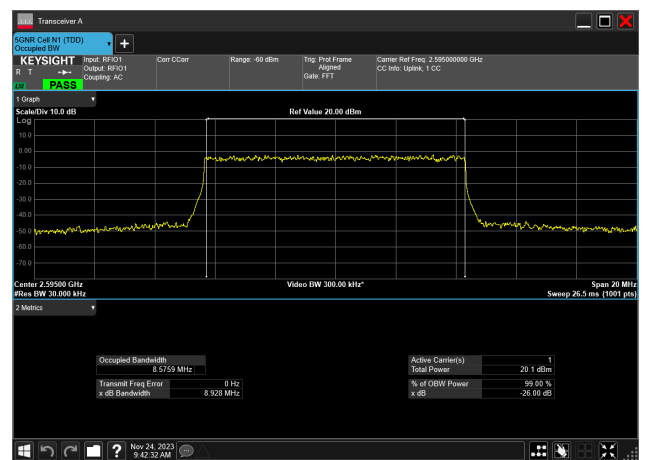 Transceiver A
5GNR Cell N1 (TDD)
Occupied BW
KEYSIGHT
R T
LV PASS
Input: RFIO1
Output: RFIO1
Coupling: AC
Corr CCorr
Range: -60 dBm
Trig: Prot Frame
Aligned
Gate: FFT
Carrier Ref Freq: 2.595000000 GHz
CC Info: Uplink, 1 CC
1 Graph
Scale/Div 10.0 dB
Ref Value 20.00 dBm
Log
10.0
0.00
-10.0
-20.0
-30.0
-40.0
-50.0
-60.0
-70.0
Center 2.59500 GHz
Video BW 300.00 kHz*
Span 20 MHz
#Res BW 30.000 kHz
Sweep 26.5 ms (1001 pts)
2 Metrics
Occupied Bandwidth
8.5759 MHz
Transmit Freq Error 0 Hz
x dB Bandwidth 8.928 MHz
Active Carrier(s) 1
Total Power 20.1 dBm
% of OBW Power 99.00 %
x dB -26.00 dB
Nov 24, 2023
9:42:32 AM